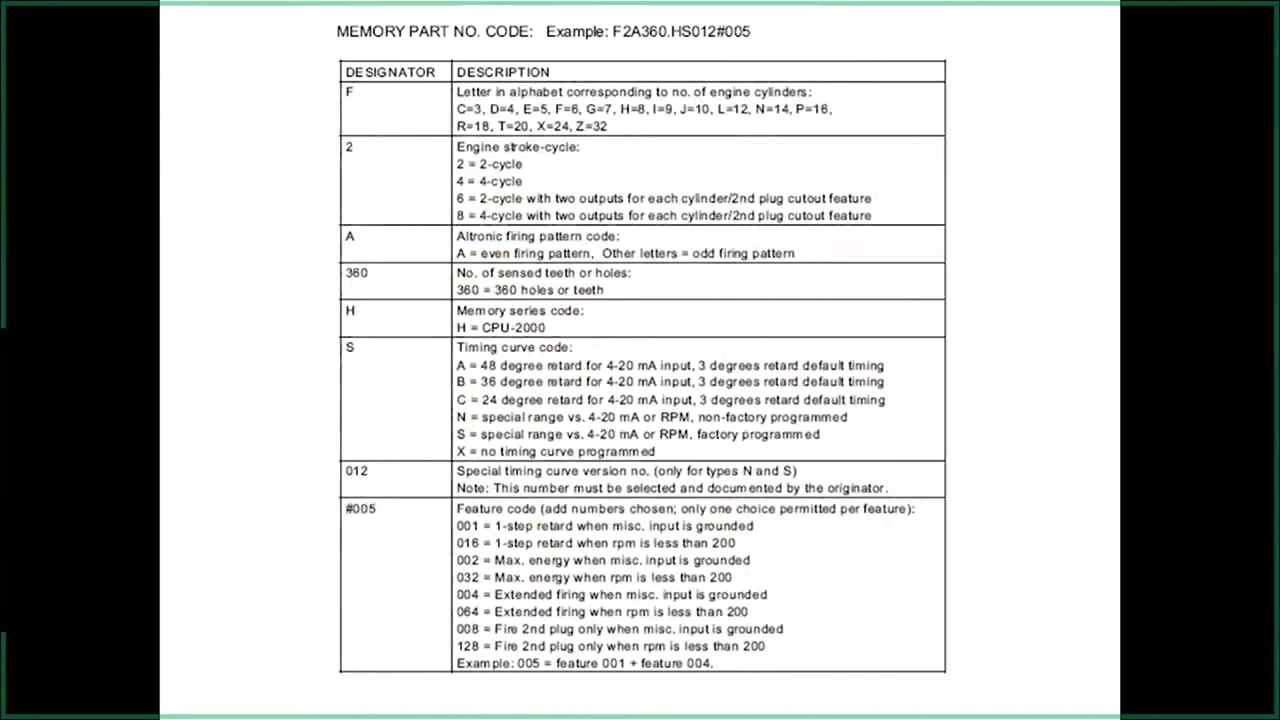 MEMORY PART NO. CODE: Example: F2A360.HS012#005
DESIGNATOR DESCRIPTION
F Letter in alphabet corresponding to no. of engine cylinders:
C=3, D=4, E=5, F=6, G=7, H=8, I=9, J=10, L=12, N=14, P=16,
R=18, T=20, X=24, Z=32
2 Engine stroke-cycle:
2 = 2-cycle
4 = 4-cycle
6 = 2-cycle with two outputs for each cylinder/2nd plug cutout feature
8 = 4-cycle with two outputs for each cylinder/2nd plug cutout feature
A Altronic firing pattern code:
A = even firing pattern, Other letters = odd firing pattern
360 No. of sensed teeth or holes:
360 = 360 holes or teeth
H Memory series code:
H = CPU-2000
S Timing curve code:
A = 48 degree retard for 4-20 mA input, 3 degrees retard default timing
B = 36 degree retard for 4-20 mA input, 3 degrees retard default timing
C = 24 degree retard for 4-20 mA input, 3 degrees retard default timing
N = special range vs. 4-20 mA or RPM, non-factory programmed
S = special range vs. 4-20 mA or RPM, factory programmed
X = no timing curve programmed
012 Special timing curve version no. (only for types N and S)
Note: This number must be selected and documented by the originator.
#005 Feature code (add numbers chosen; only one choice permitted per feature):
001 = 1-step retard when misc. input is grounded
016 = 1-step retard when rpm is less than 200
002 = Max. energy when misc. input is grounded
032 = Max. energy when rpm is less than 200
004 = Extended firing when misc. input is grounded
064 = Extended firing when rpm is less than 200
008 = Fire 2nd plug only when misc. input is grounded
128 = Fire 2nd plug only when rpm is less than 200
Example: 005 = feature 001 + feature 004.